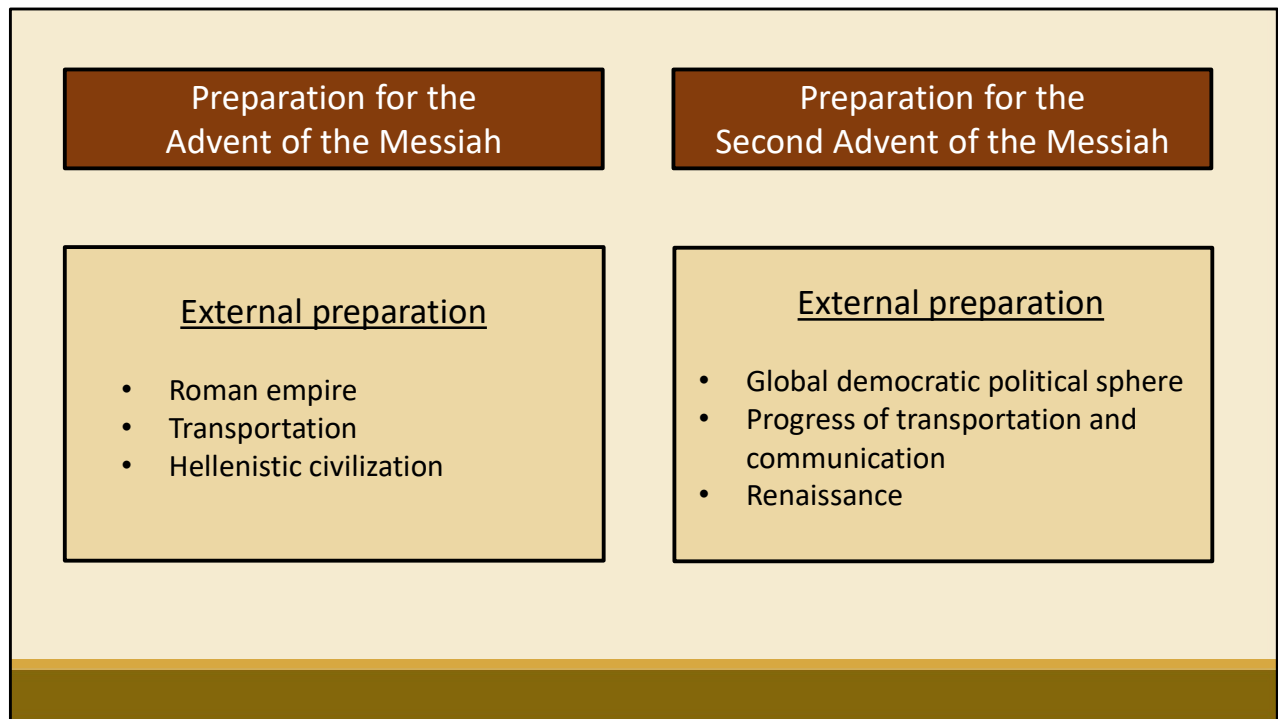 Preparation for the
Advent of the Messiah
External preparation
• Roman empire
• Transportation
• Hellenistic civilization
Preparation for the
Second Advent of the Messiah
External preparation
• Global democratic political sphere
• Progress of transportation and
communication
• Renaissance